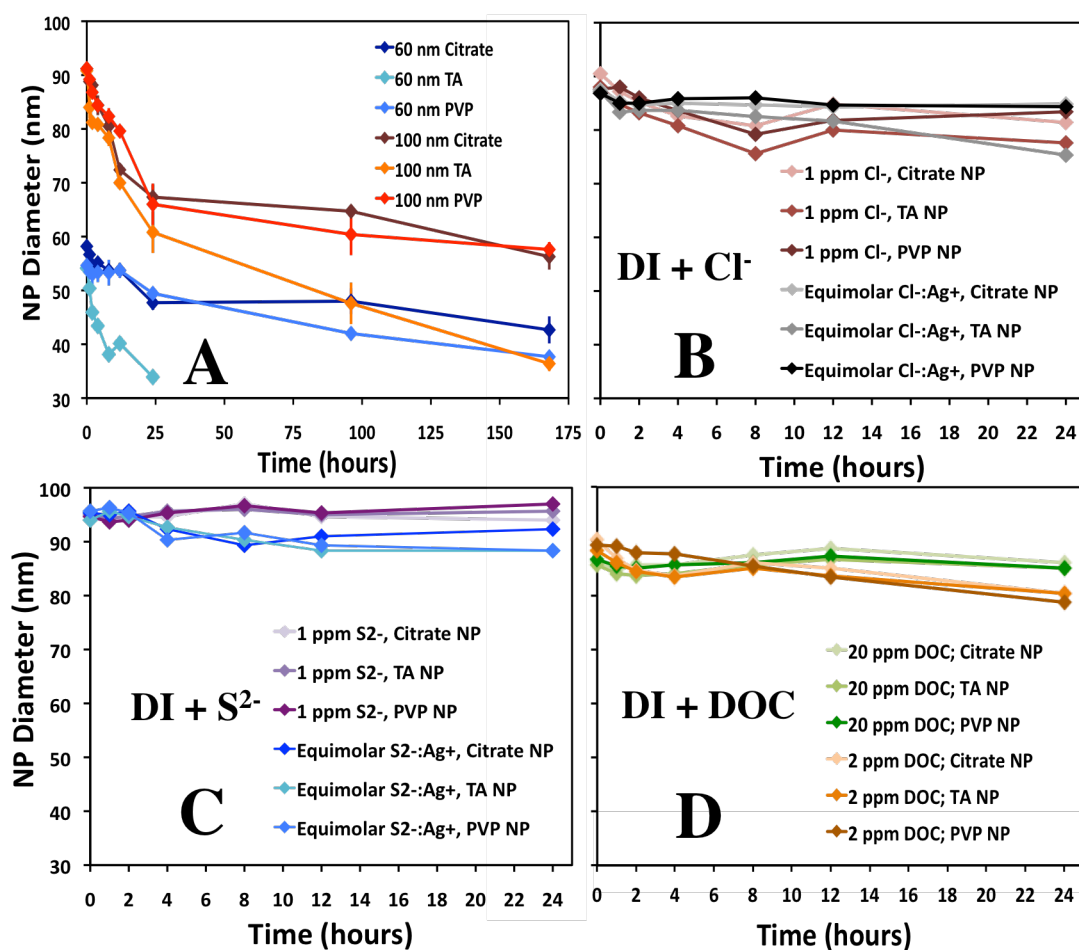 100
90
80
70
60
50
40
30
NP Diameter (nm)
60 nm Citrate
60 nm TA
60 nm PVP
100 nm Citrate
100 nm TA
100 nm PVP
A
0 25 50 75 100 125 150 175
Time (hours)
1 ppm Cl-, Citrate NP
1 ppm Cl-, TA NP
1 ppm Cl-, PVP NP
Equimolar Cl-:Ag+, Citrate NP
Equimolar Cl-:Ag+, TA NP
Equimolar Cl-:Ag+, PVP NP
DI + Cl⁻
B
0 2 4 6 8 10 12 14 16 18 20 22 24
Time (hours)
100
90
80
70
60
50
40
30
NP Diameter (nm)
1 ppm S2-, Citrate NP
1 ppm S2-, TA NP
1 ppm S2-, PVP NP
Equimolar S2-:Ag+, Citrate NP
Equimolar S2-:Ag+, TA NP
Equimolar S2-:Ag+, PVP NP
DI + S²⁻
C
0 2 4 6 8 10 12 14 16 18 20 22 24
Time (hours)
20 ppm DOC; Citrate NP
20 ppm DOC; TA NP
20 ppm DOC; PVP NP
2 ppm DOC; Citrate NP
2 ppm DOC; TA NP
2 ppm DOC; PVP NP
DI + DOC
D
0 2 4 6 8 10 12 14 16 18 20 22 24
Time (hours)